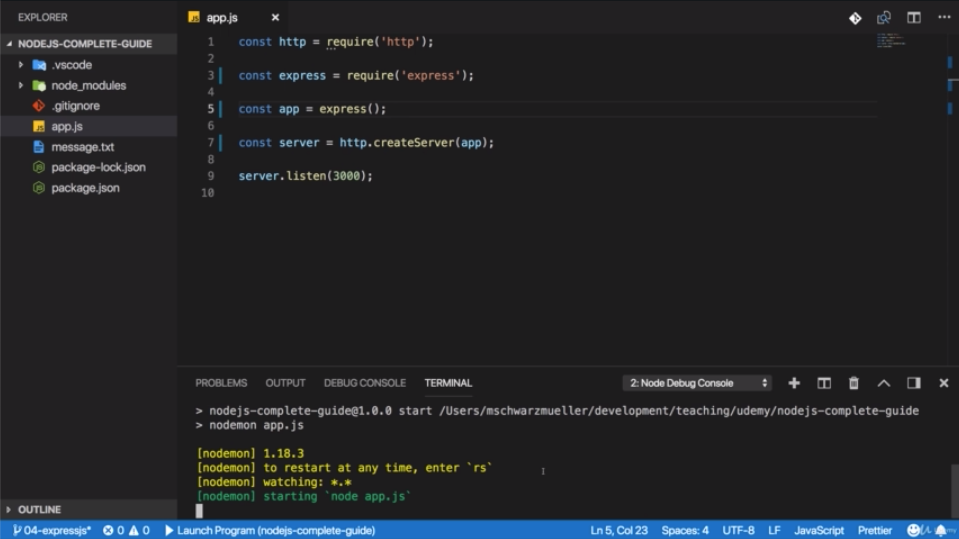 EXPLORER
app.js
NODEJS-COMPLETE-GUIDE
.vscode
node_modules
.gitignore
app.js
message.txt
package-lock.json
package.json
1 const http = require('http');
2
3 const express = require('express');
4
5 const app = express();
6
7 const server = http.createServer(app);
8
9 server.listen(3000);
10
PROBLEMS OUTPUT DEBUG CONSOLE TERMINAL 2: Node Debug Console
> nodejs-complete-guide@1.0.0 start /Users/mschwarzmueller/development/teaching/udemy/nodejs-complete-guide
> nodemon app.js
[nodemon] 1.18.3
[nodemon] to restart at any time, enter `rs`
[nodemon] watching: *.*
[nodemon] starting `node app.js`
OUTLINE
04-expressjs* 0 0 Launch Program (nodejs-complete-guide) Ln 5, Col 23 Spaces: 4 UTF-8 LF JavaScript Prettier